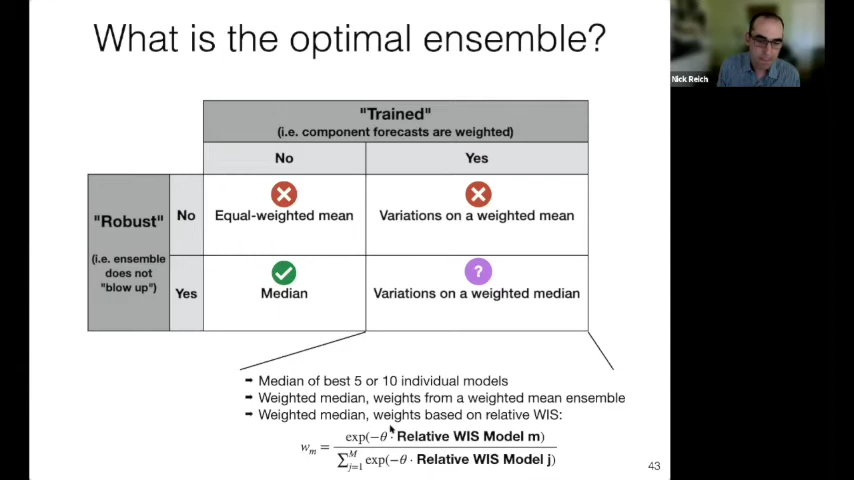 What is the optimal ensemble?
Nick Reich
"Trained"
(i.e. component forecasts are weighted)
No
Yes
"Robust"
(i.e. ensemble
does not
"blow up")
No
Equal-weighted mean
Variations on a weighted mean
Yes
Median
?
Variations on a weighted median
➡ Median of best 5 or 10 individual models
➡ Weighted median, weights from a weighted mean ensemble
➡ Weighted median, weights based on relative WIS:
w_m = exp(−θ · Relative WIS Model m) / ∑_{j=1}^{M} exp(−θ · Relative WIS Model j)
43